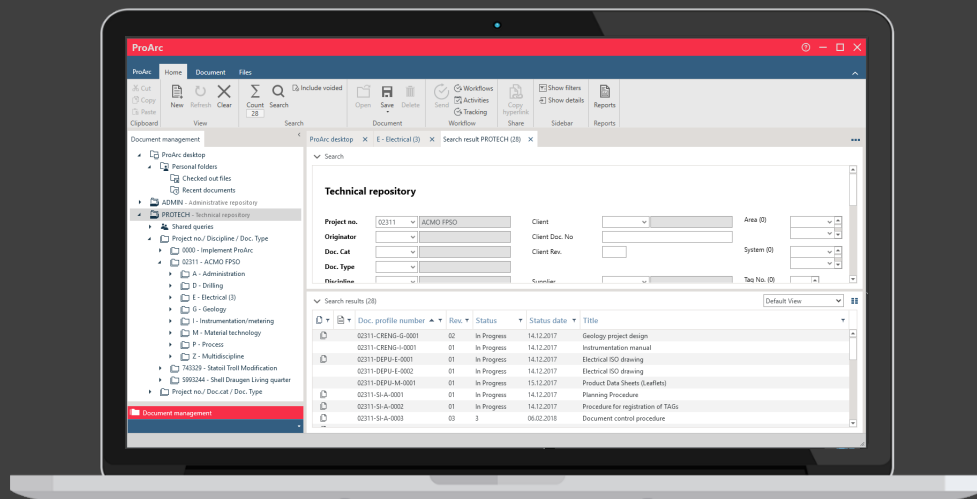 ProArc
ProArc Home Document Files
Cut
Copy
Paste
New Refresh Clear
Count Search
28
Include voided
Open Save Delete
Send
Workflows
Activities
Tracking
Copy hyperlink
Show filters
Show details
Reports
Clipboard View Search Document Workflow Share Sidebar Reports
Document management
ProArc desktop
Personal folders
Checked out files
Recent documents
ADMIN - Administrative repository
PROTECH - Technical repository
Shared queries
Project no./ Discipline / Doc. Type
0000 - Implement ProArc
02311 - ACMO FPSO
A - Administration
D - Drilling
E - Electrical (3)
G - Geology
I - Instrumentation/metering
M - Material technology
P - Process
Z - Multidiscipline
743329 - Statoil Troll Modification
5993244 - Shell Draugen Living quarter
Project no./ Doc.cat / Doc. Type
Document management
ProArc desktop E - Electrical (3) Search result PROTECH (28)
Search
Technical repository
Project no. 02311 ACMO FPSO Client Area (0)
Originator Client Doc. No
Doc. Cat Client Rev. System (0)
Doc. Type
Discipline Supplier Tag No. (0)
Search results (28) Default View
Doc. profile number Rev. Status Status date Title
02311-CRENG-G-0001 02 In Progress 14.12.2017 Geology project design
02311-CRENG-I-0001 01 In Progress 14.12.2017 Instrumentation manual
02311-DEPU-E-0001 01 In Progress 14.12.2017 Electrical ISO drawing
02311-DEPU-E-0002 01 In Progress 14.12.2017 Electrical ISO drawing
02311-DEPU-M-0001 01 In Progress 15.12.2017 Product Data Sheets (Leaflets)
02311-SI-A-0001 01 In Progress 14.12.2017 Planning Procedure
02311-SI-A-0002 01 In Progress 14.12.2017 Procedure for registration of TAGs
02311-SI-A-0003 03 3 06.02.2018 Document control procedure